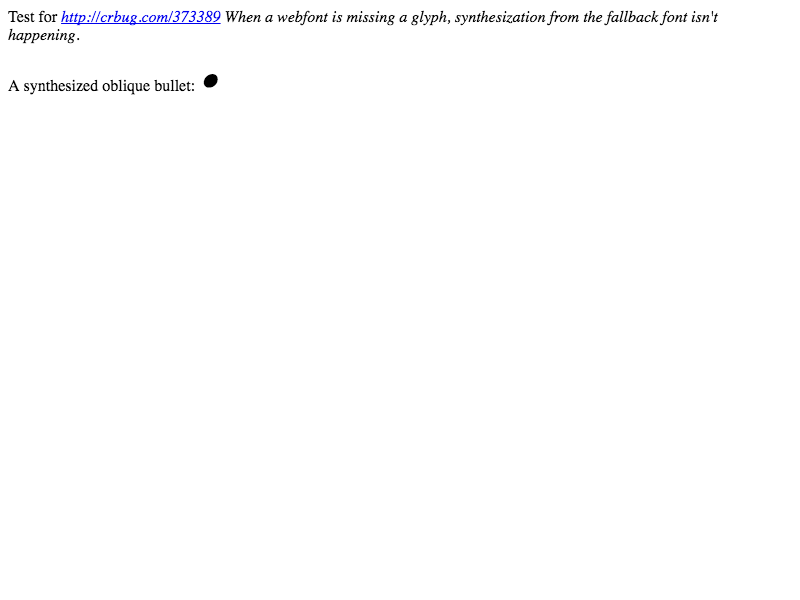 Test for http://crbug.com/373389 When a webfont is missing a glyph, synthesization from the fallback font isn't
happening.
A synthesized oblique bullet: •